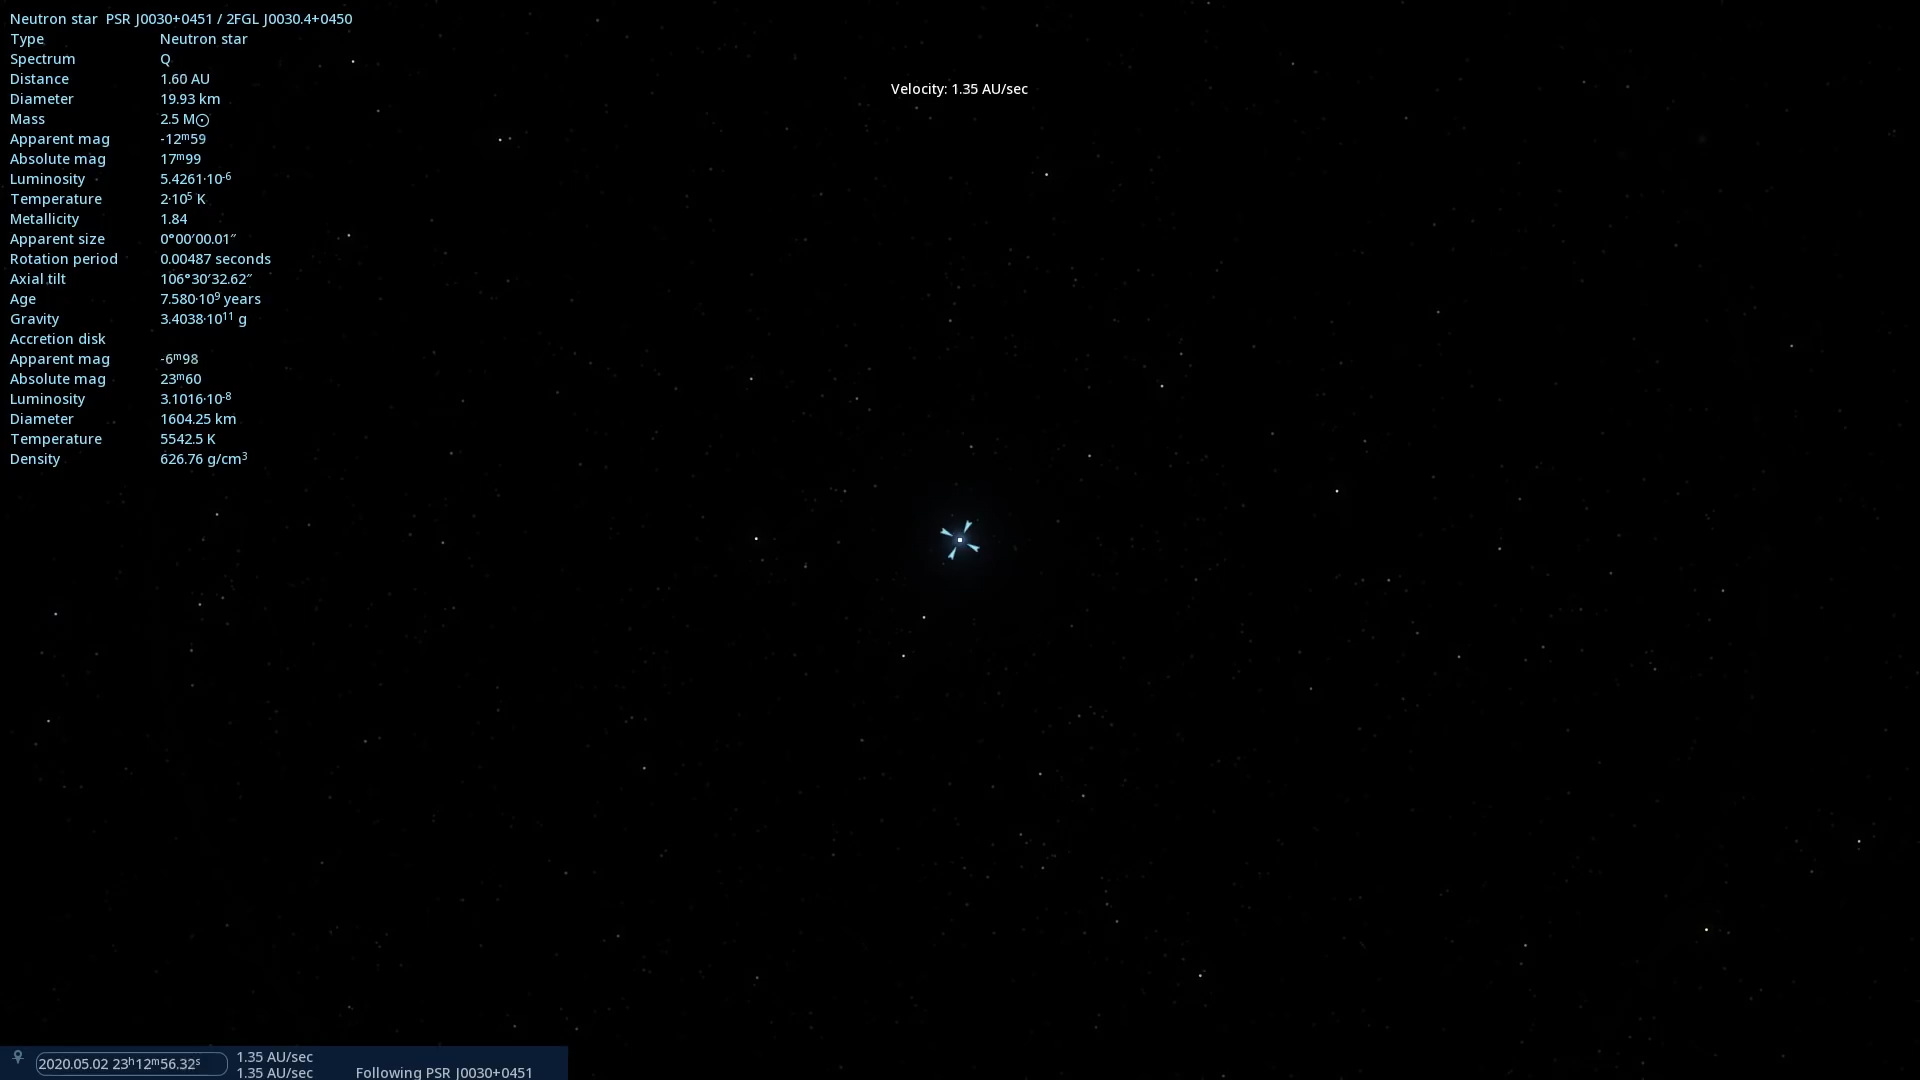 Neutron star PSR J0030+0451 / 2FGL J0030.4+0450
Type Neutron star
Spectrum Q
Distance 1.60 AU
Velocity: 1.35 AU/sec
Diameter 19.93 km
Mass 2.5 M☉
Apparent mag -12ᵐ59
Absolute mag 17ᵐ99
Luminosity 5.4261·10⁻⁶
Temperature 2·10⁵ K
Metallicity 1.84
Apparent size 0°00′00.01″
Rotation period 0.00487 seconds
Axial tilt 106°30′32.62″
Age 7.580·10⁹ years
Gravity 3.4038·10¹¹ g
Accretion disk
Apparent mag -6ᵐ98
Absolute mag 23ᵐ60
Luminosity 3.1016·10⁻⁸
Diameter 1604.25 km
Temperature 5542.5 K
Density 626.76 g/cm³
2020.05.02 23ʰ12ᵐ56.32ˢ
1.35 AU/sec
1.35 AU/sec Following PSR J0030+0451